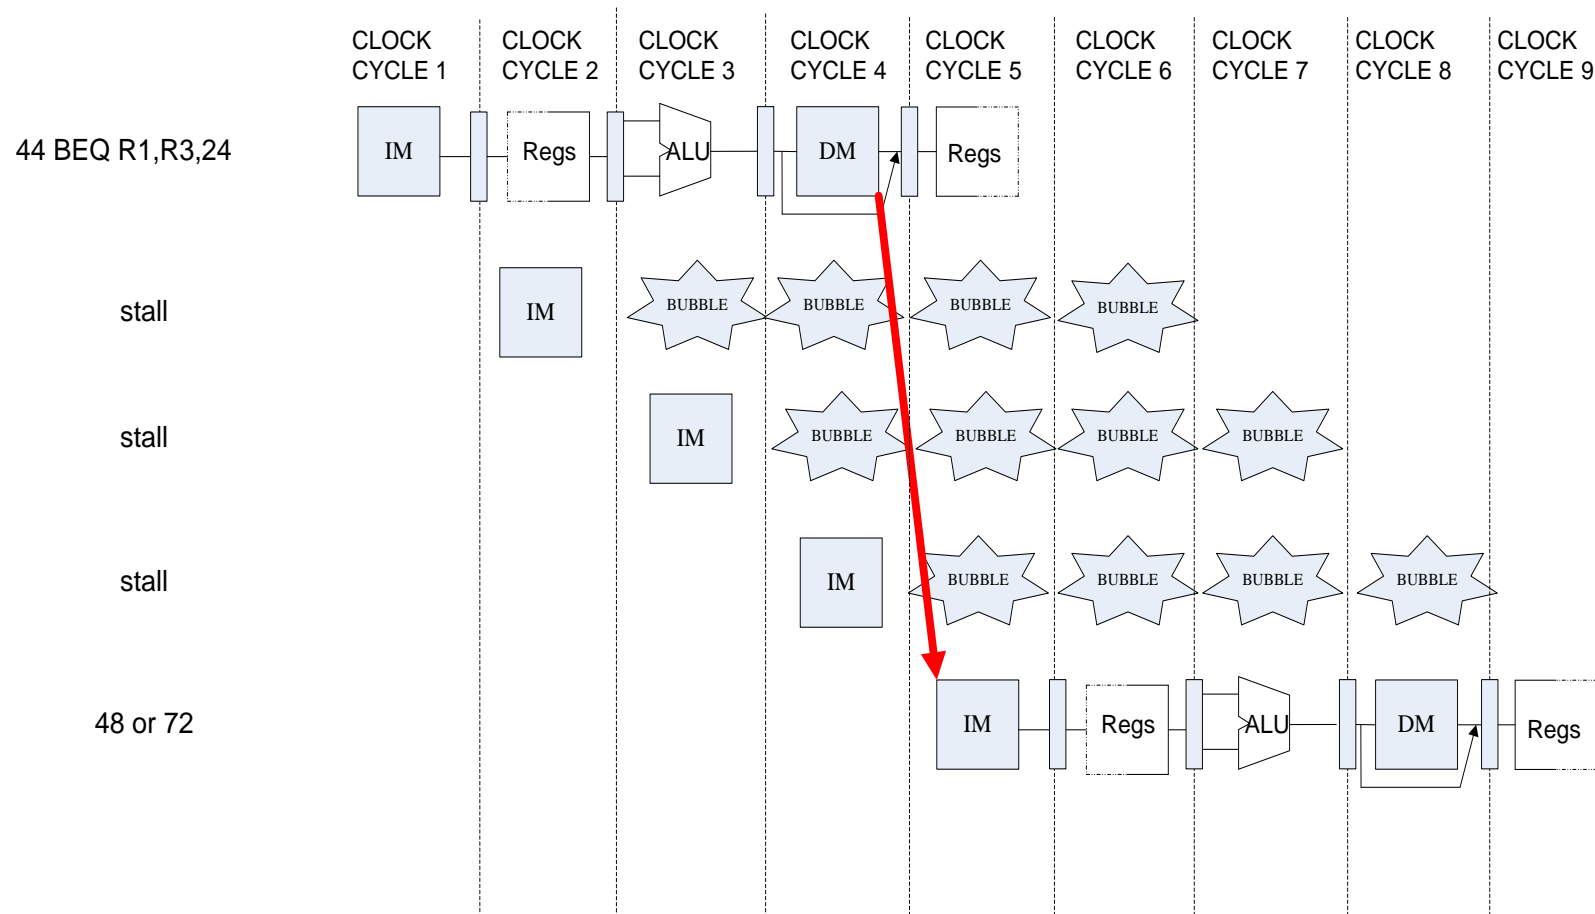 CLOCK CYCLE 1
CLOCK CYCLE 2
CLOCK CYCLE 3
CLOCK CYCLE 4
CLOCK CYCLE 5
CLOCK CYCLE 6
CLOCK CYCLE 7
CLOCK CYCLE 8
CLOCK CYCLE 9
44 BEQ R1,R3,24 IM Regs ALU DM Regs
stall IM BUBBLE BUBBLE BUBBLE BUBBLE
stall IM BUBBLE BUBBLE BUBBLE BUBBLE
stall IM BUBBLE BUBBLE BUBBLE BUBBLE
48 or 72 IM Regs ALU DM Regs